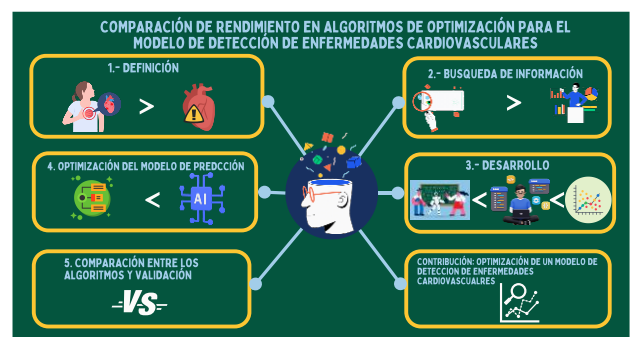 COMPARACIÓN DE RENDIMIENTO EN ALGORITMOS DE OPTIMIZACIÓN PARA EL
MODELO DE DETECCIÓN DE ENFERMEDADES CARDIOVASCULARES
1.- DEFINICIÓN
>
2.- BUSQUEDA DE INFORMACIÓN
>
4. OPTIMIZACIÓN DEL MODELO DE PREDCCIÓN
<
AI
3.- DESARROLLO
<
<
5. COMPARACIÓN ENTRE LOS
ALGORITMOS Y VALIDACIÓN
VS
CONTRIBUCIÓN: OPTIMIZACIÓN DE UN MODELO DE
DETECCION DE ENFERMEDADES
CARDIOVASCUALRES